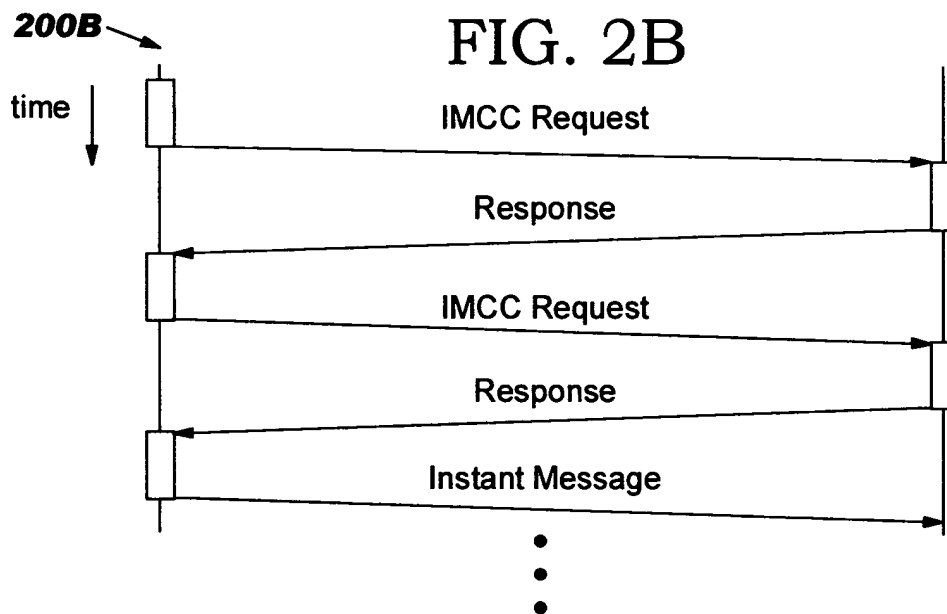 200B
FIG. 2B
time
IMCC Request
Response
IMCC Request
Response
Instant Message